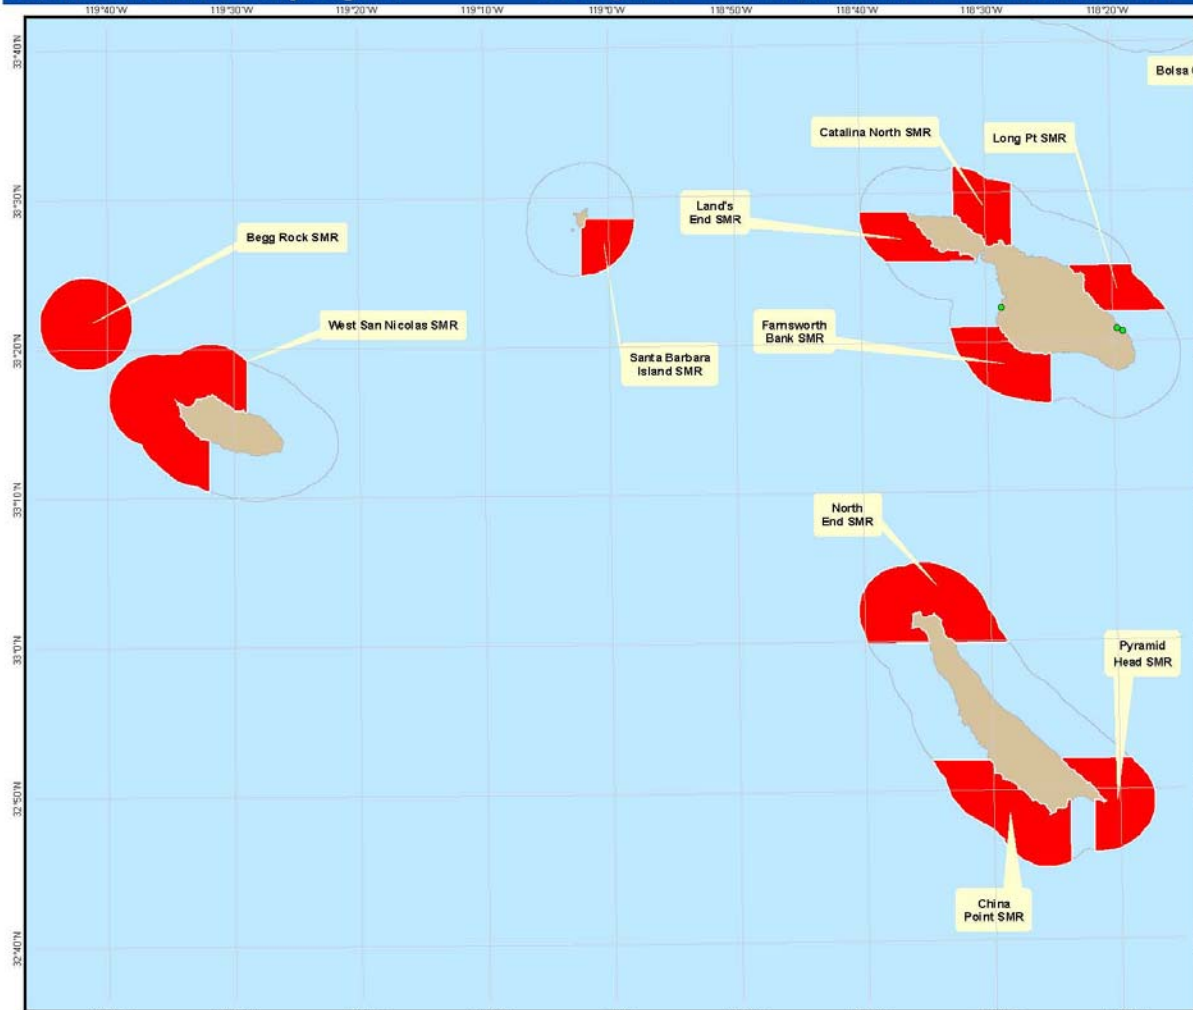 119°40'W 119°30'W 119°20'W 119°10'W 119°0'W 118°50'W 118°40'W 118°30'W 118°20'W
33°40'N
Bolsa
Catalina North SMR
Long Pt SMR
33°30'N
Land's
End SMR
Begg Rock SMR
West San Nicolas SMR
Farnsworth
Bank SMR
33°20'N
Santa Barbara
Island SMR
33°10'N
North
End SMR
33°0'N
Pyramid
Head SMR
32°50'N
China
Point SMR
32°40'N